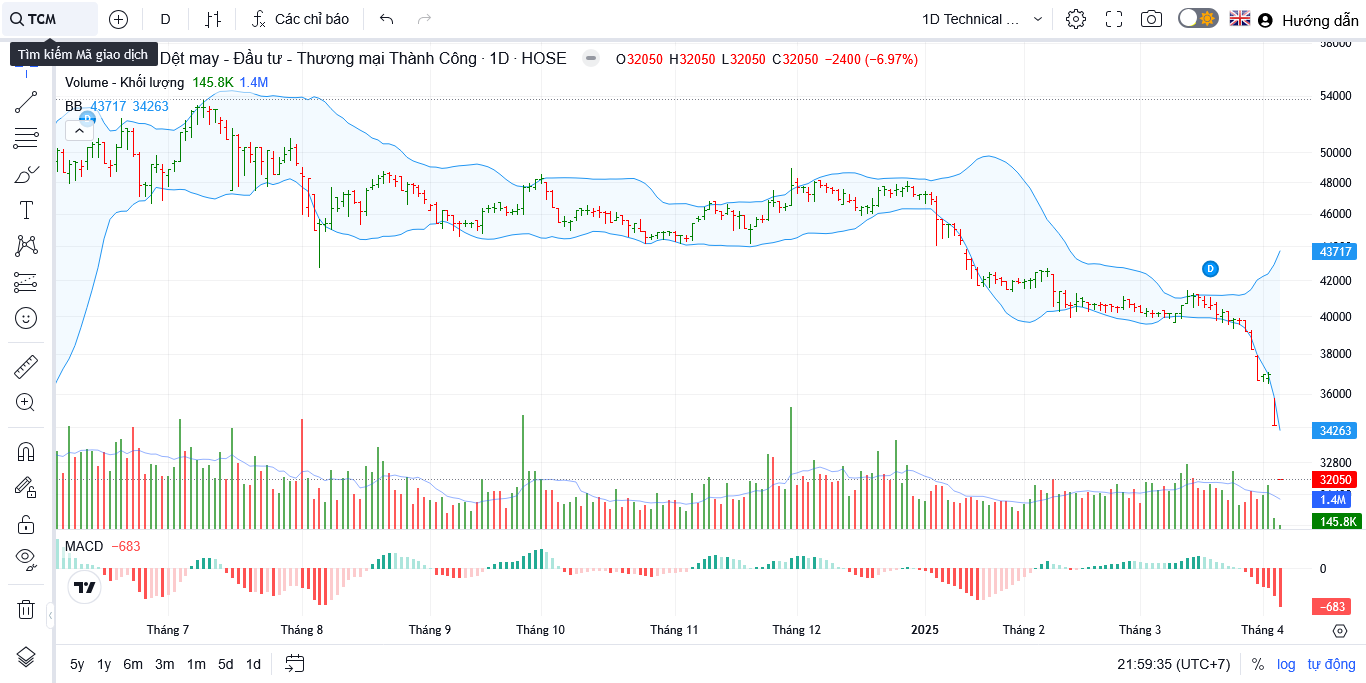 TCM
D
Các chỉ báo
1D Technical ...
Hướng dẫn
Tìm kiếm Mã giao dịch
Dệt may - Đầu tư - Thương mại Thành Công · 1D · HOSE
O32050 H32050 L32050 C32050 −2400 (−6.97%)
Volume - Khối lượng 145.8K 1.4M
BB 43717 34263
D
D
58000
54000
50000
48000
46000
43717
42000
40000
38000
36000
34263
32800
32050
1.4M
145.8K
MACD −683
0
−683
Tháng 7
Tháng 8
Tháng 9
Tháng 10
Tháng 11
Tháng 12
2025
Tháng 2
Tháng 3
Tháng 4
5y 1y 6m 3m 1m 5d 1d
21:59:35 (UTC+7)
% log tự động